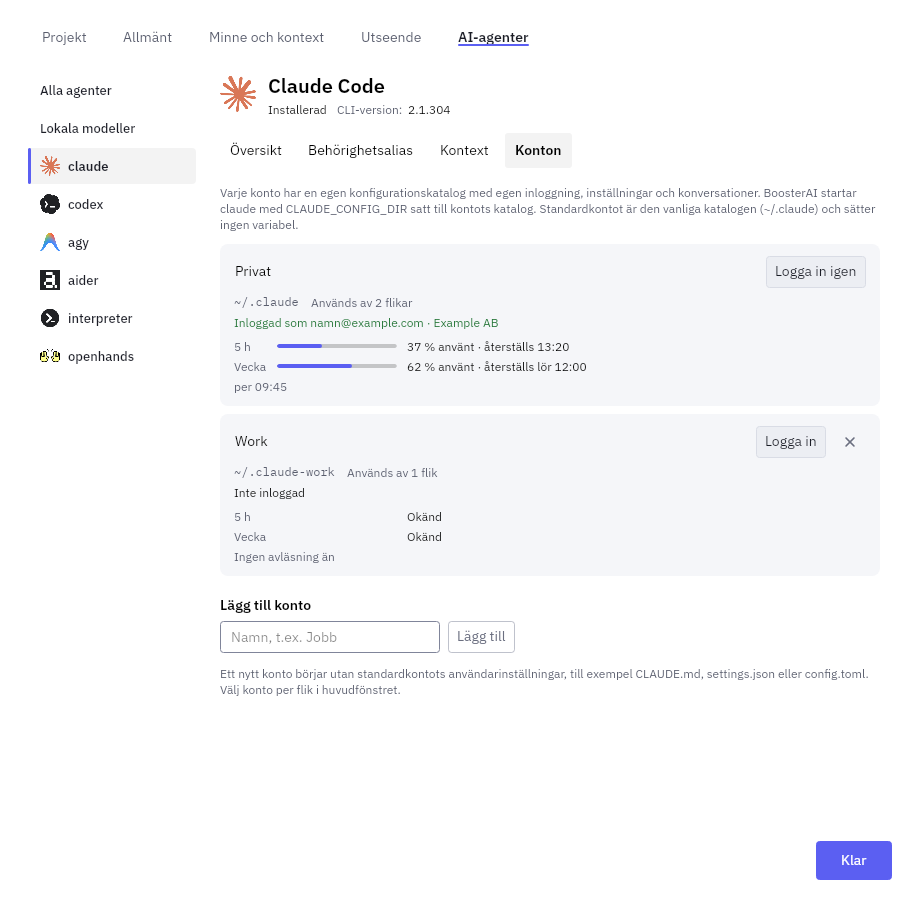 Projekt Allmänt Minne och kontext Utseende AI-agenter
Alla agenter
Lokala modeller
claude
codex
agy
aider
interpreter
openhands
Claude Code
Installerad CLI-version: 2.1.304
Översikt Behörighetsalias Kontext Konton
Varje konto har en egen konfigurationskatalog med egen inloggning, inställningar och konversationer. BoosterAI startar
claude med CLAUDE_CONFIG_DIR satt till kontots katalog. Standardkontot är den vanliga katalogen (~/.claude) och sätter
ingen variabel.
Privat Logga in igen
~/.claude Används av 2 flikar
Inloggad som namn@example.com · Example AB
5 h 37 % använt · återställs 13:20
Vecka 62 % använt · återställs lör 12:00
per 09:45
Work Logga in ×
~/.claude-work Används av 1 flik
Inte inloggad
5 h Okänd
Vecka Okänd
Ingen avläsning än
Lägg till konto
Namn, t.ex. Jobb Lägg till
Ett nytt konto börjar utan standardkontots användarinställningar, till exempel CLAUDE.md, settings.json eller config.toml.
Välj konto per flik i huvudfönstret.
Klar